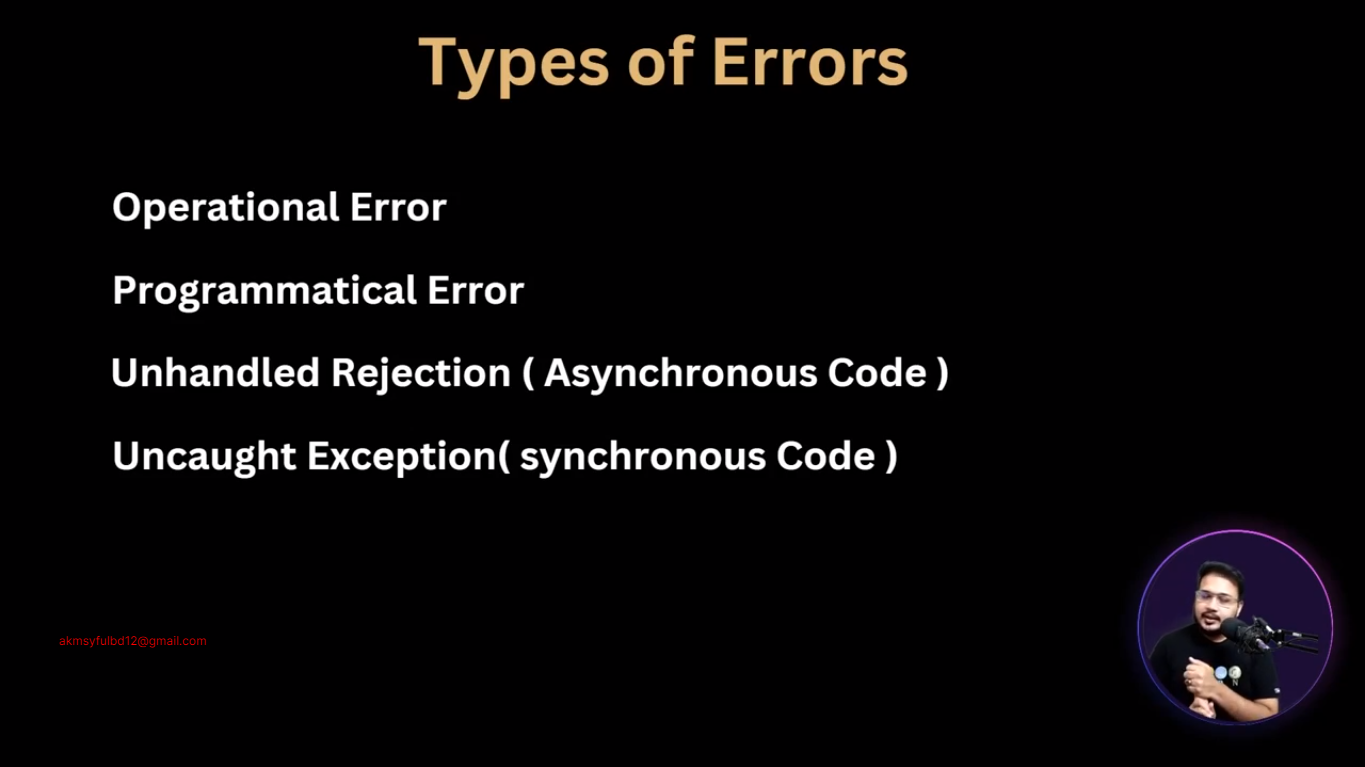 Types of Errors
Operational Error
Programmatical Error
Unhandled Rejection ( Asynchronous Code )
Uncaught Exception( synchronous Code )
akmsyfulbd12@gmail.com